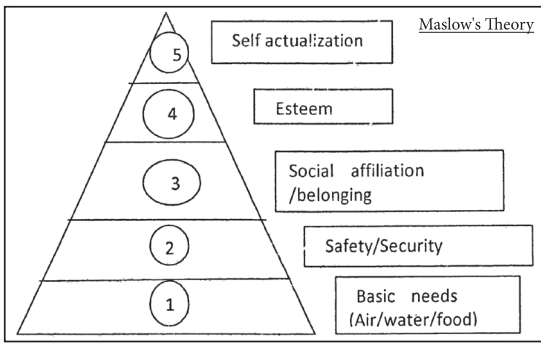 Maslow's Theory
5
Self actualization
4
Esteem
3
Social affiliation
/belonging
2
Safety/Security
1
Basic needs
(Air/water/food)